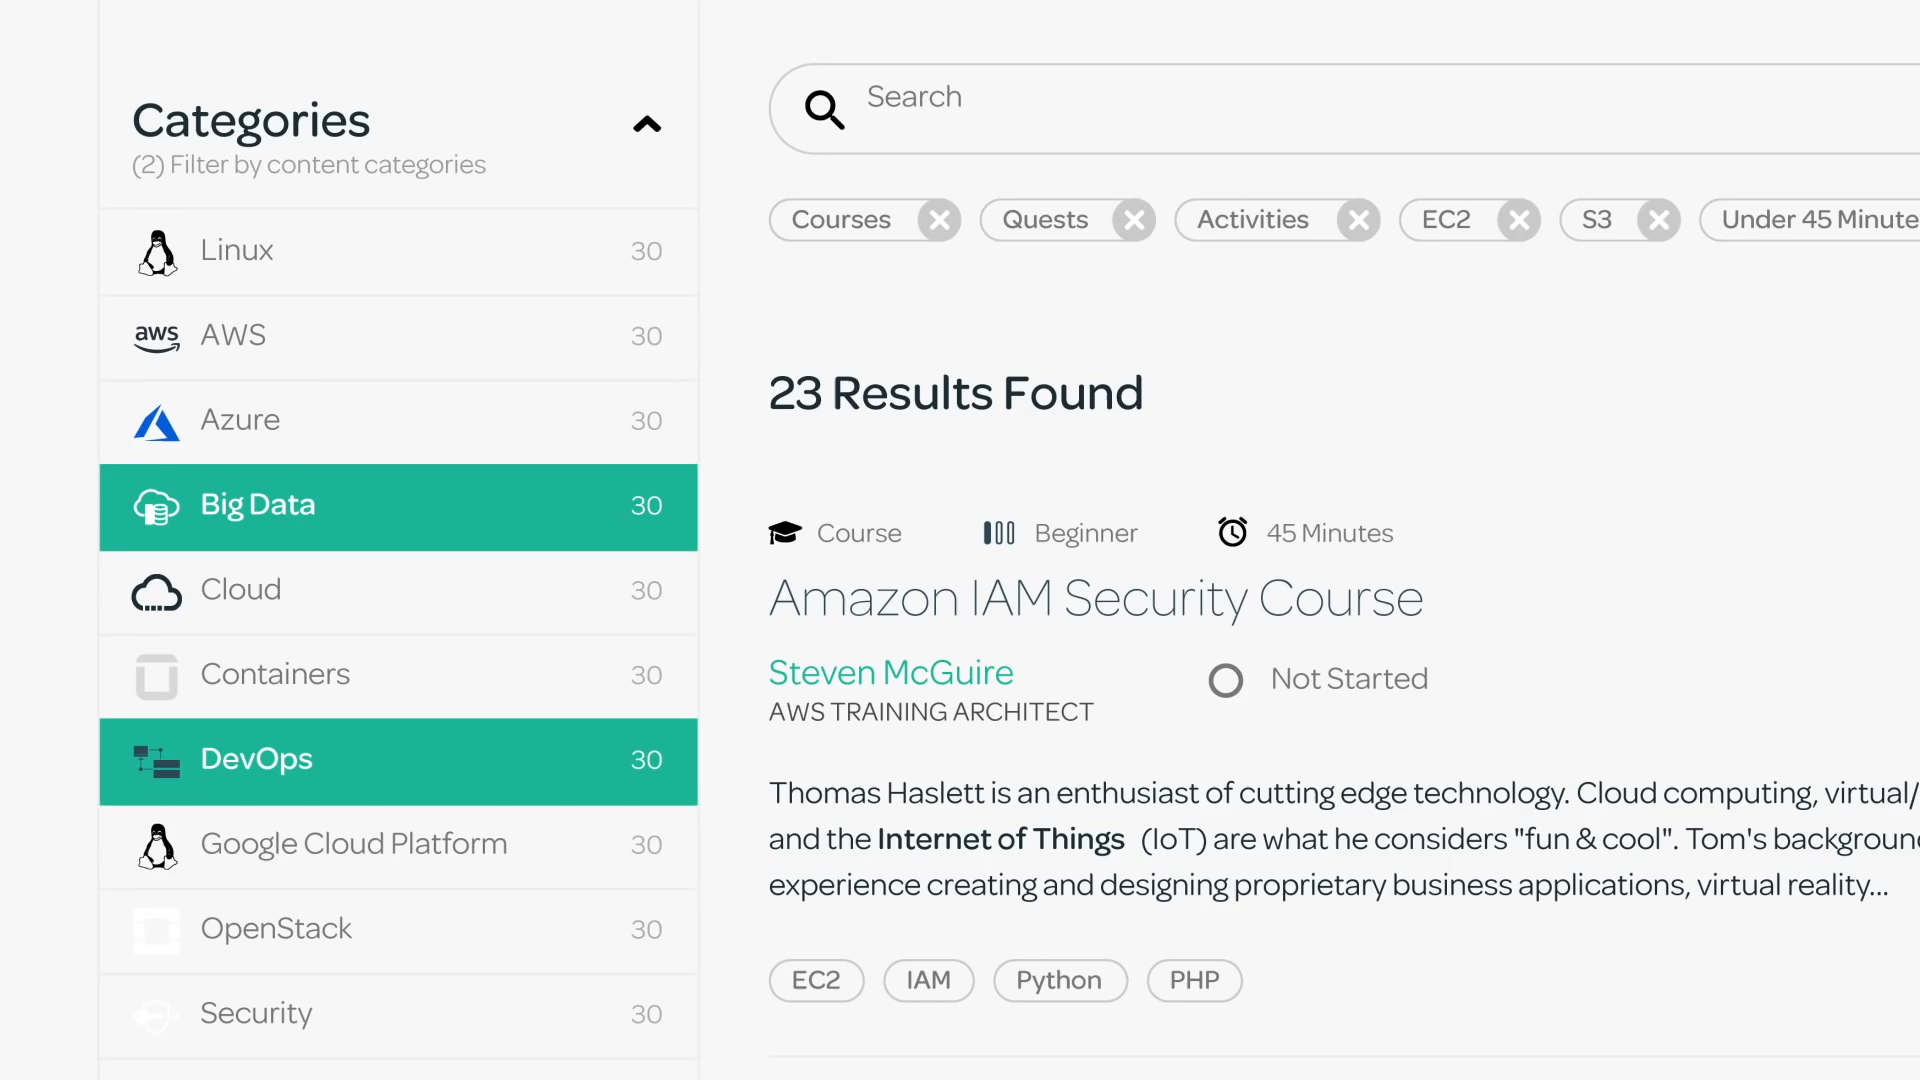 Categories
(2) Filter by content categories
Linux 30
aws AWS 30
Azure 30
Big Data 30
Cloud 30
Containers 30
DevOps 30
Google Cloud Platform 30
OpenStack 30
Security 30
Search
Courses Quests Activities EC2 S3 Under 45 Minute
23 Results Found
Course Beginner 45 Minutes
Amazon IAM Security Course
Steven McGuire
Not Started
AWS TRAINING ARCHITECT
Thomas Haslett is an enthusiast of cutting edge technology. Cloud computing, virtual/
and the Internet of Things (IoT) are what he considers "fun & cool". Tom's background
experience creating and designing proprietary business applications, virtual reality...
EC2 IAM Python PHP